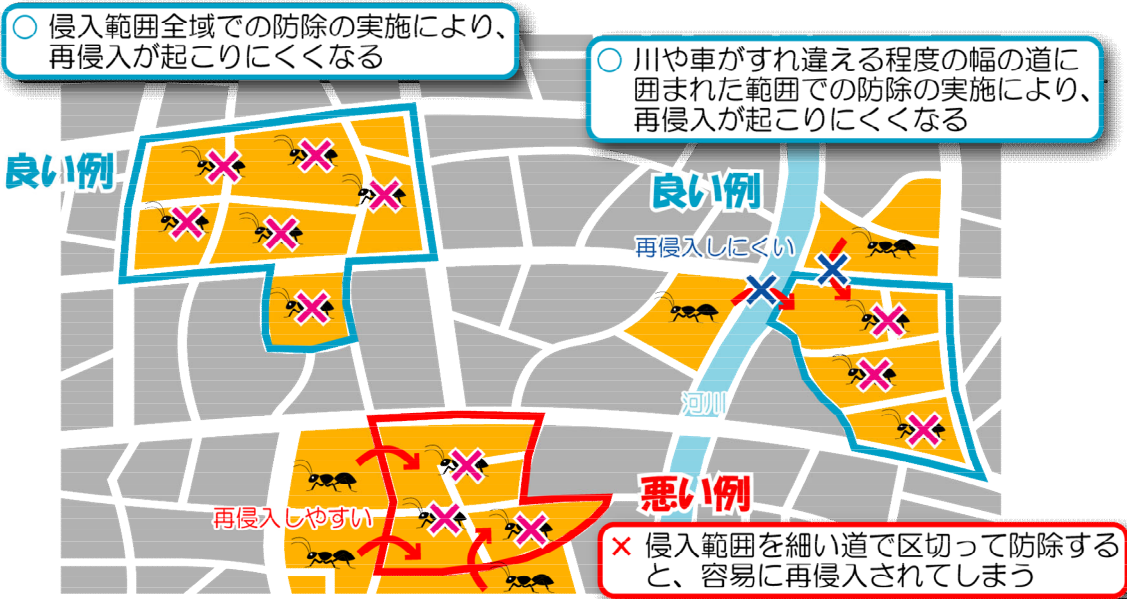 ○ 侵入範囲全域での防除の実施により、
再侵入が起こりにくくなる
○ 川や車がすれ違える程度の幅の道に
囲まれた範囲での防除の実施により、
再侵入が起こりにくくなる
良い例
良い例
再侵入しにくい
河川
悪い例
再侵入しやすい
× 侵入範囲を細い道で区切って防除する
と、容易に再侵入されてしまう